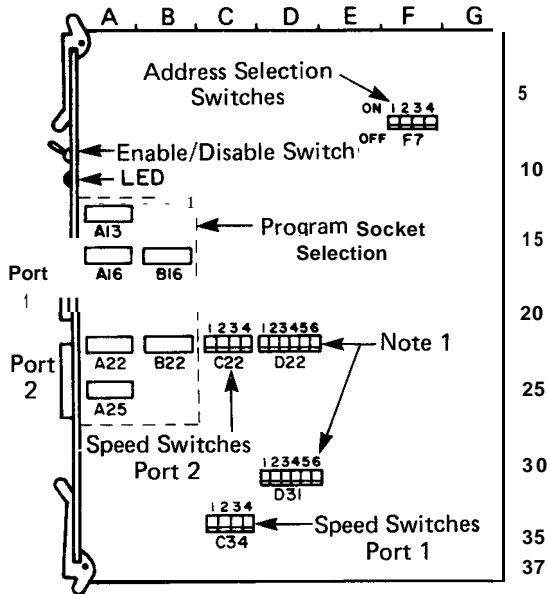 A B C D E F G
Address Selection
Switches
5
ON 1 2 3 4
OFF F7
Enable/Disable Switch
10
LED
1
A13
Program Socket
Selection
15
A16 B16
Port
1
20
1 2 3 4 1 2 3 4 5 6
Note 1
A22 B22 C22 D22
Port
2
25
A25
Speed Switches
Port 2
1 2 3 4 5 6
30
D31
1 2 3 4
C34
Speed Switches
Port 1
35
37